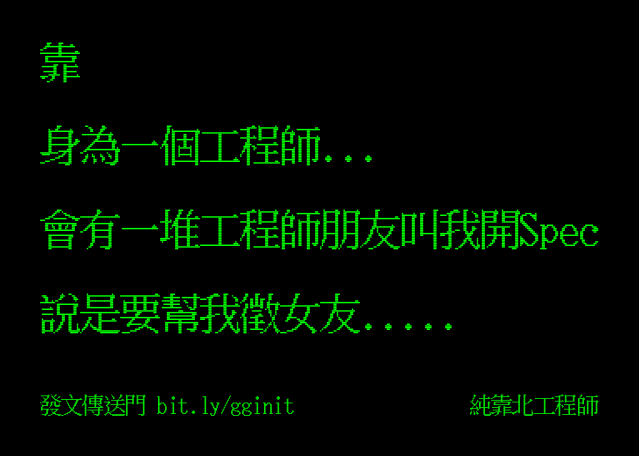 靠
身為一個工程師...
會有一堆工程師朋友叫我開Spec
說是要幫我徵女友.....
發文傳送門 bit.ly/gginit
純靠北工程師